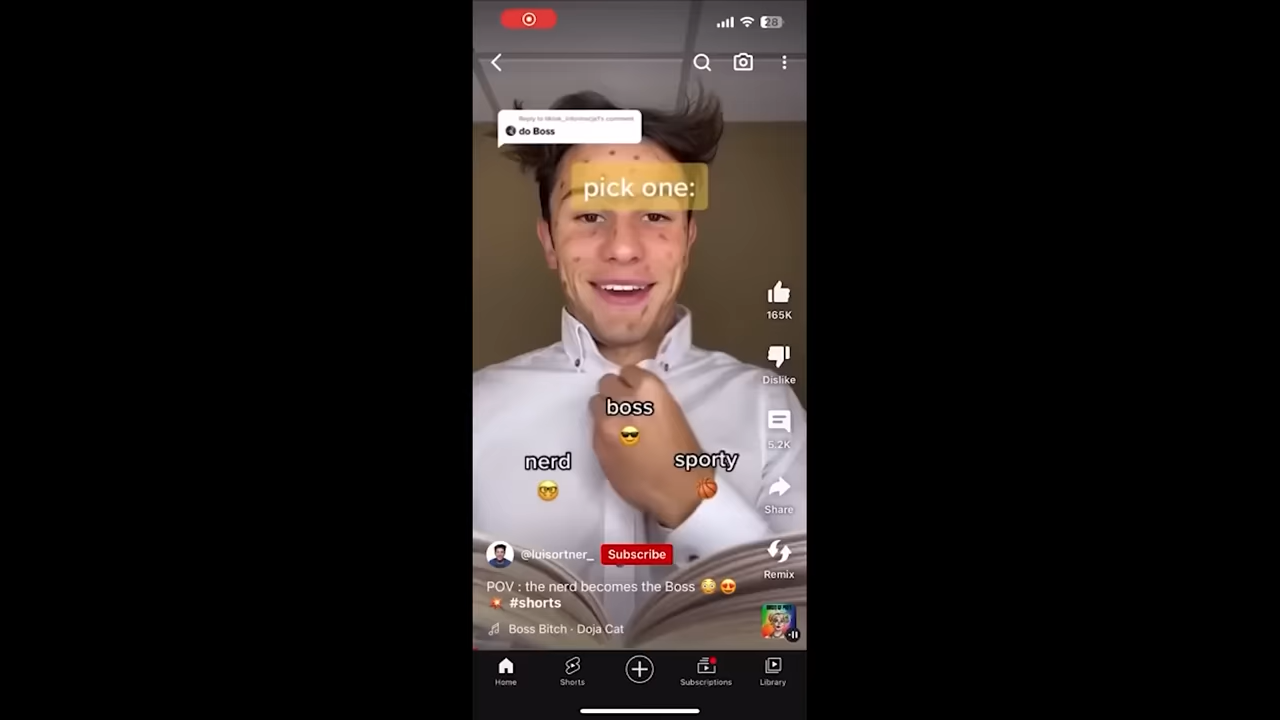 28
do Boss
pick one:
165K
Dislike
boss
5.2K
nerd
sporty
Share
@luisortner_ Subscribe
Remix
POV : the nerd becomes the Boss 😳😍
💥 #shorts
Boss Bitch · Doja Cat
Home Shorts Subscriptions Library